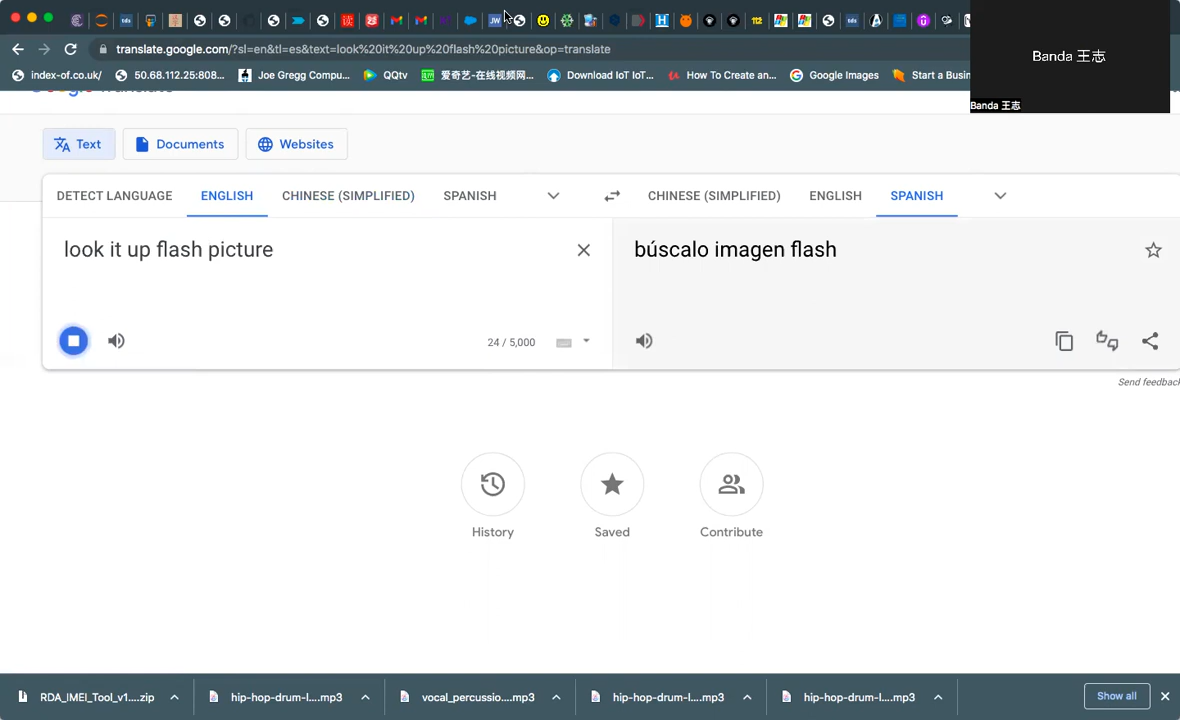 translate.google.com/?sl=en&tl=es&text=look%20it%20up%20flash%20picture&op=translate
index-of.co.uk/ 50.68.112.25:808... Joe Gregg Compu... QQtv 爱奇艺-在线视频网... Download IoT IoT... How To Create an... Google Images Start a Busin
Banda 王志
Banda 王志
Text Documents Websites
DETECT LANGUAGE ENGLISH CHINESE (SIMPLIFIED) SPANISH CHINESE (SIMPLIFIED) ENGLISH SPANISH
look it up flash picture búscalo imagen flash
24 / 5,000
Send feedback
History Saved Contribute
RDA_IMEI_Tool_v1....zip hip-hop-drum-l....mp3 vocal_percussio....mp3 hip-hop-drum-l....mp3 hip-hop-drum-l....mp3 Show all